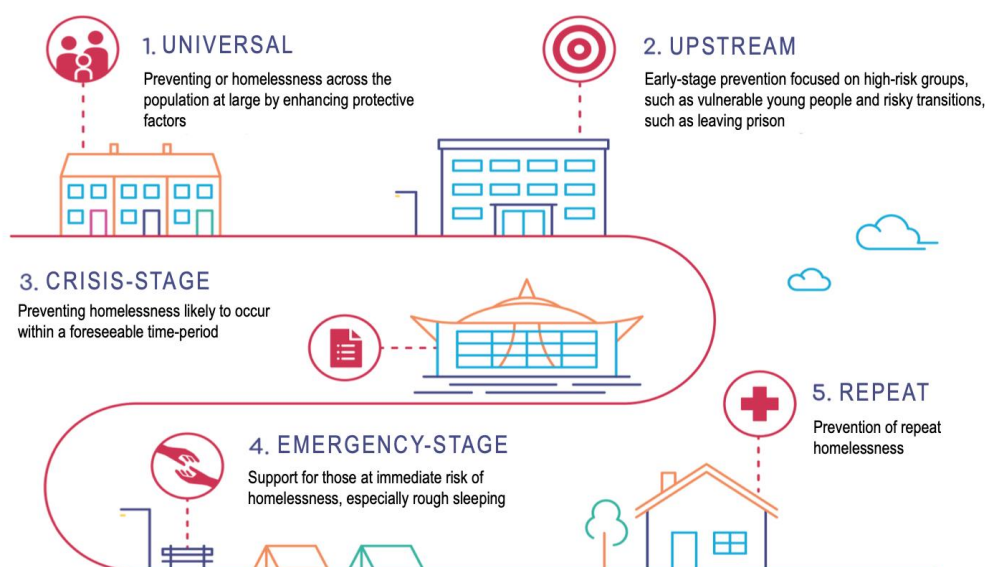 1. UNIVERSAL
Preventing or homelessness across the
population at large by enhancing protective
factors
2. UPSTREAM
Early-stage prevention focused on high-risk groups,
such as vulnerable young people and risky transitions,
such as leaving prison
3. CRISIS-STAGE
Preventing homelessness likely to occur
within a foreseeable time-period
4. EMERGENCY-STAGE
Support for those at immediate risk of
homelessness, especially rough sleeping
5. REPEAT
Prevention of repeat
homelessness